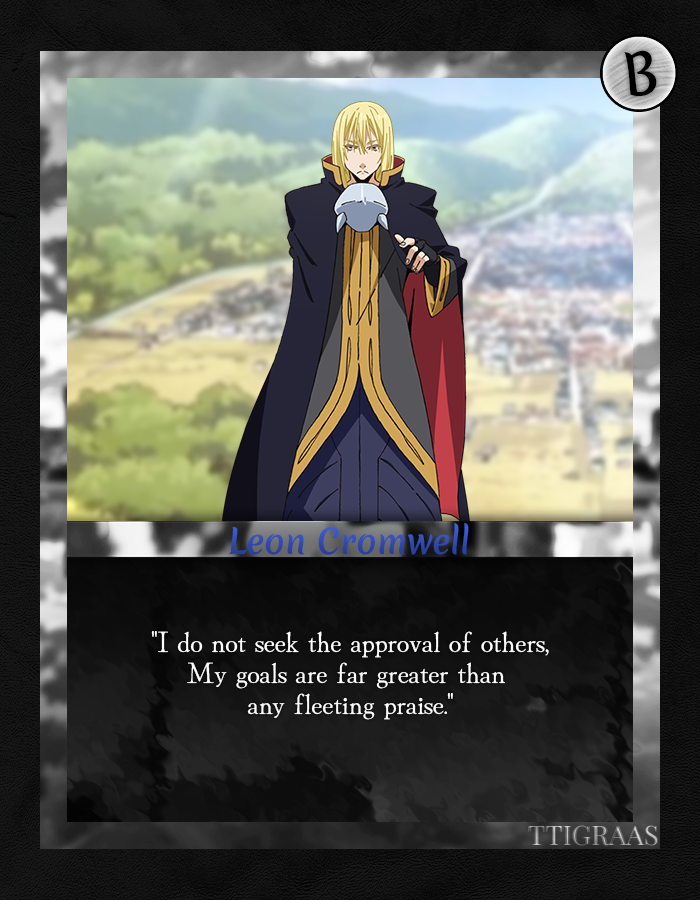 B
Leon Cromwell
"I do not seek the approval of others,
My goals are far greater than
any fleeting praise."
TTIGRAAS